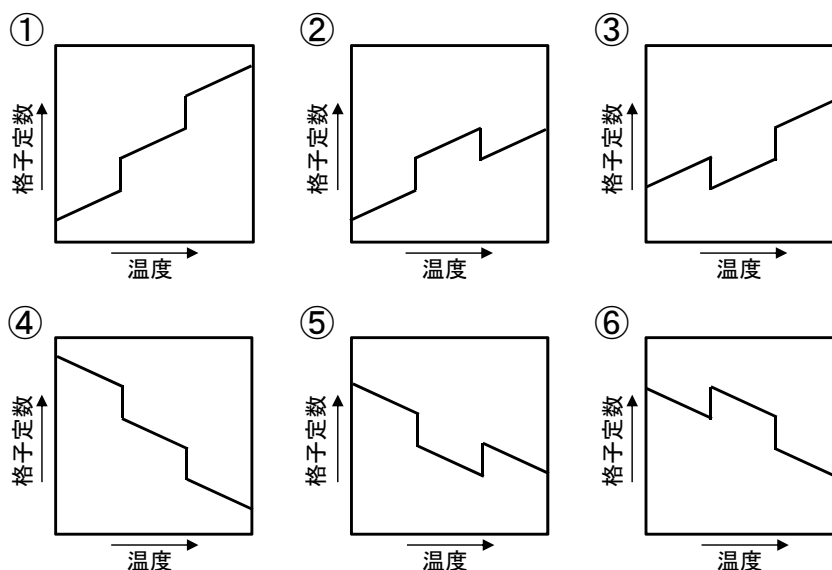 ① ② ③
格子定数 格子定数 格子定数
温度 温度 温度
④ ⑤ ⑥
格子定数 格子定数 格子定数
温度 温度 温度